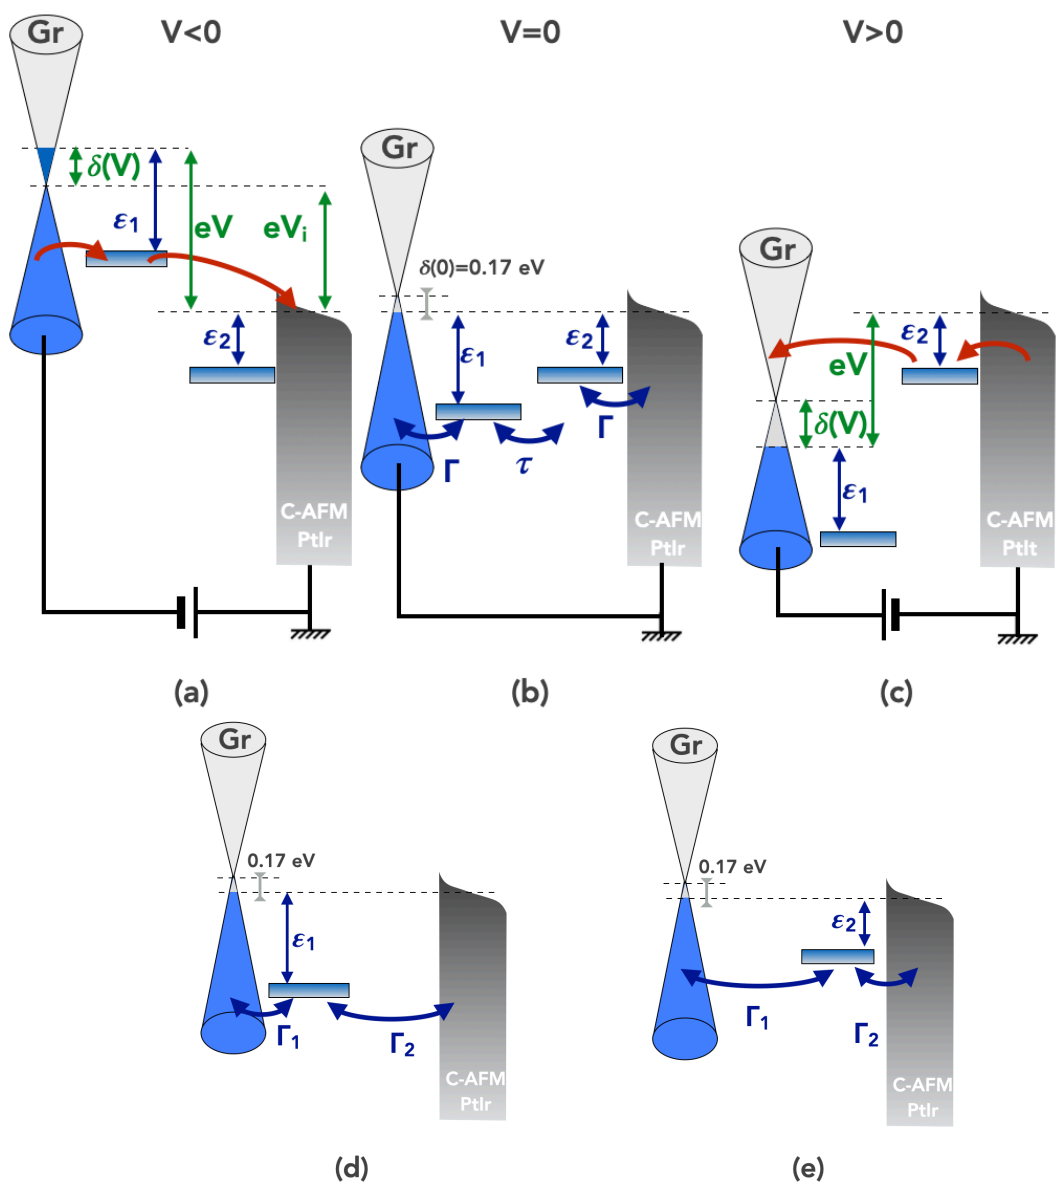 V<0
V=0
V>0
Gr
δ(V)
ε1
eV
eVi
ε2
Gr
δ(0)=0.17 eV
ε1
ε2
Γ
τ
Γ
C-AFM
PtIr
C-AFM
PtIr
Gr
ε2
eV
δ(V)
ε1
C-AFM
PtIt
(a)
(b)
(c)
Gr
0.17 eV
ε1
Γ1
Γ2
C-AFM
PtIr
Gr
0.17 eV
ε2
Γ1
Γ2
C-AFM
PtIr
(d)
(e)